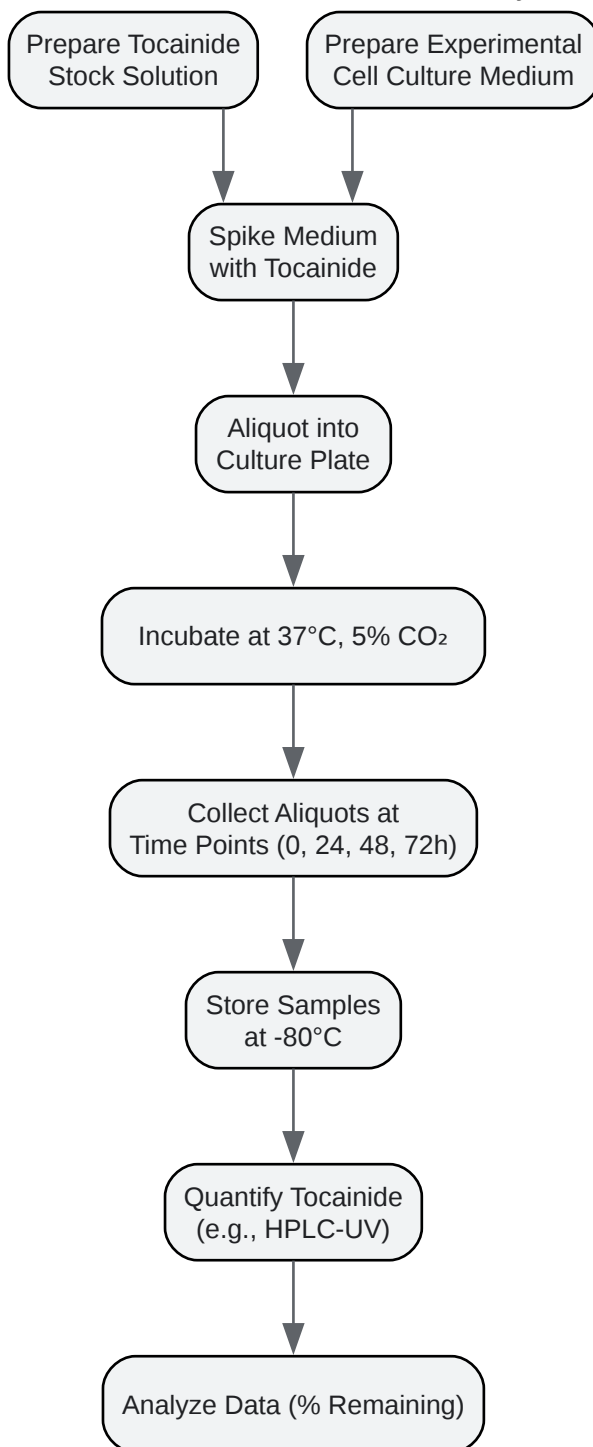 Prepare Tocainide
Stock Solution
Prepare Experimental
Cell Culture Medium
Spike Medium
with Tocainide
Aliquot into
Culture Plate
Incubate at 37°C, 5% CO₂
Collect Aliquots at
Time Points (0, 24, 48, 72h)
Store Samples
at -80°C
Quantify Tocainide
(e.g., HPLC-UV)
Analyze Data (% Remaining)